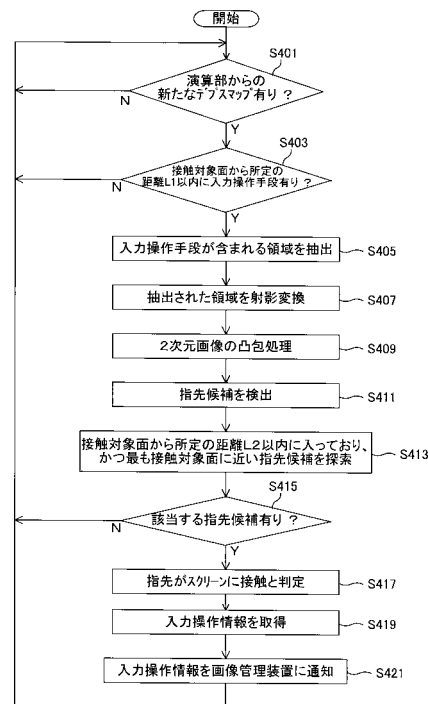 開始
S401
演算部からの
新たなデプスマップ有り？
N
Y
S403
接触対象面から所定の
距離L1以内に入力操作手段有り？
N
Y
入力操作手段が含まれる領域を抽出
S405
抽出された領域を射影変換
S407
2次元画像の凸包処理
S409
指先候補を検出
S411
接触対象面から所定の距離L2以内に入っており、
かつ最も接触対象面に近い指先候補を探索
S413
S415
該当する指先候補有り？
N
Y
指先がスクリーンに接触と判定
S417
入力操作情報を取得
S419
入力操作情報を画像管理装置に通知
S421